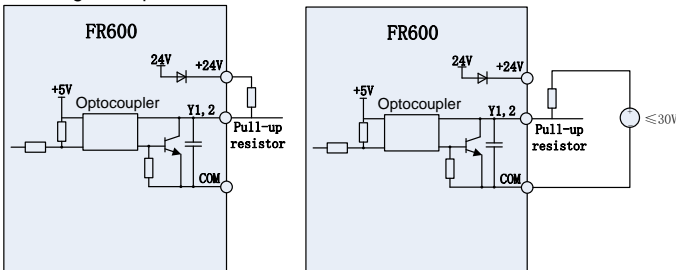 FR600
24V
+24V
+5V
Optocoupler
Y1, 2
Pull-up
resistor
COM
FR600
24V
+24V
+5V
Optocoupler
Y1, 2
Pull-up
resistor
COM
≤30V